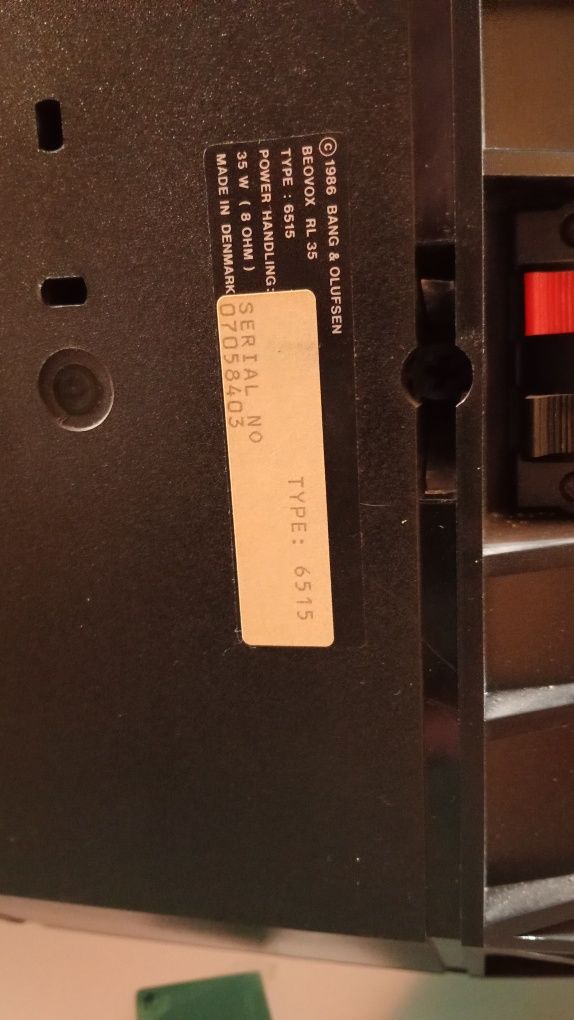 © 1986 BANG & OLUFSEN
BEOVOX RL 35
TYPE : 6515
POWER HANDLING:
35 W ( 8 OHM )
MADE IN DENMARK
TYPE: 6515
SERIAL NO
07058403